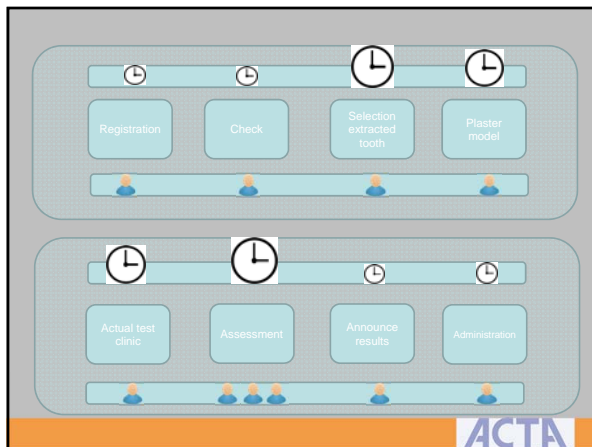 Registration
Check
Selection
extracted
tooth
Plaster
model
Actual test
clinic
Assessment
Announce
results
Administration
ACTA